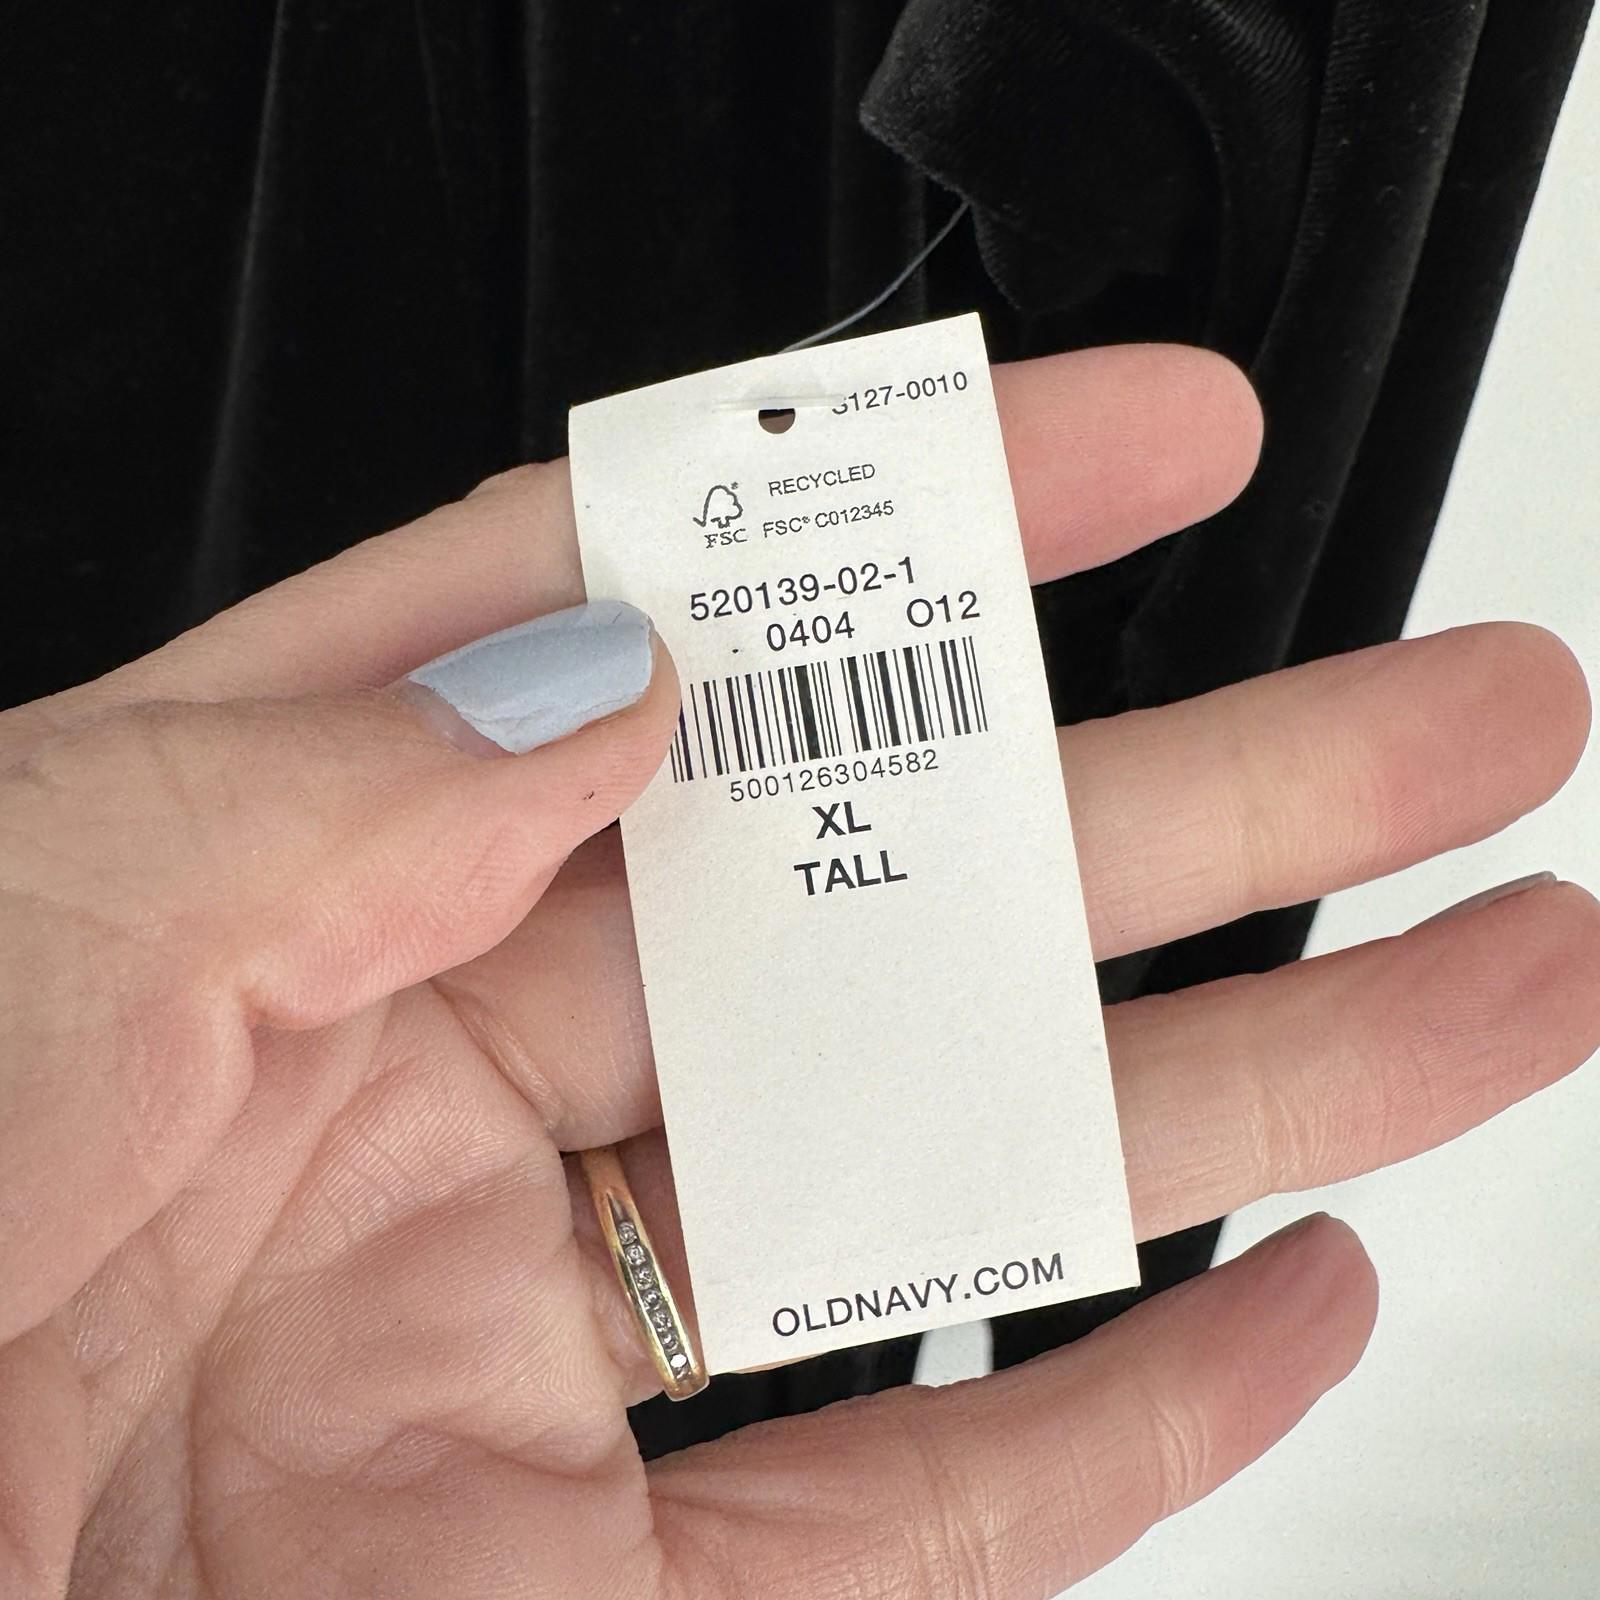 127-0010
RECYCLED
FSC FSC® C012345
520139-02-1
0404 O12
500126304582
XL
TALL
OLDNAVY.COM